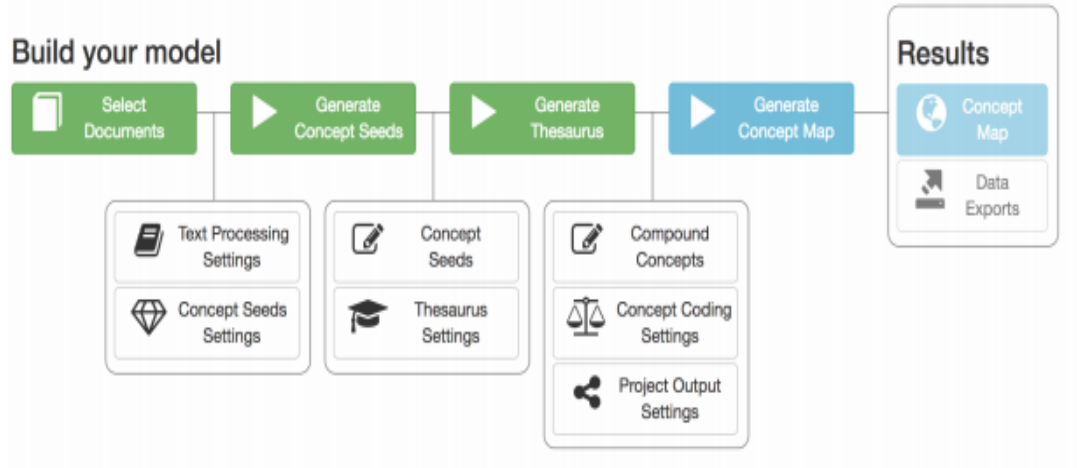 Build your model
Results
Select
Documents
Generate
Concept Seeds
Generate
Thesaurus
Generate
Concept Map
Concept
Map
Data
Exports
Text Processing
Settings
Concept Seeds
Settings
Concept
Seeds
Thesaurus
Settings
Compound
Concepts
Concept Coding
Settings
Project Output
Settings